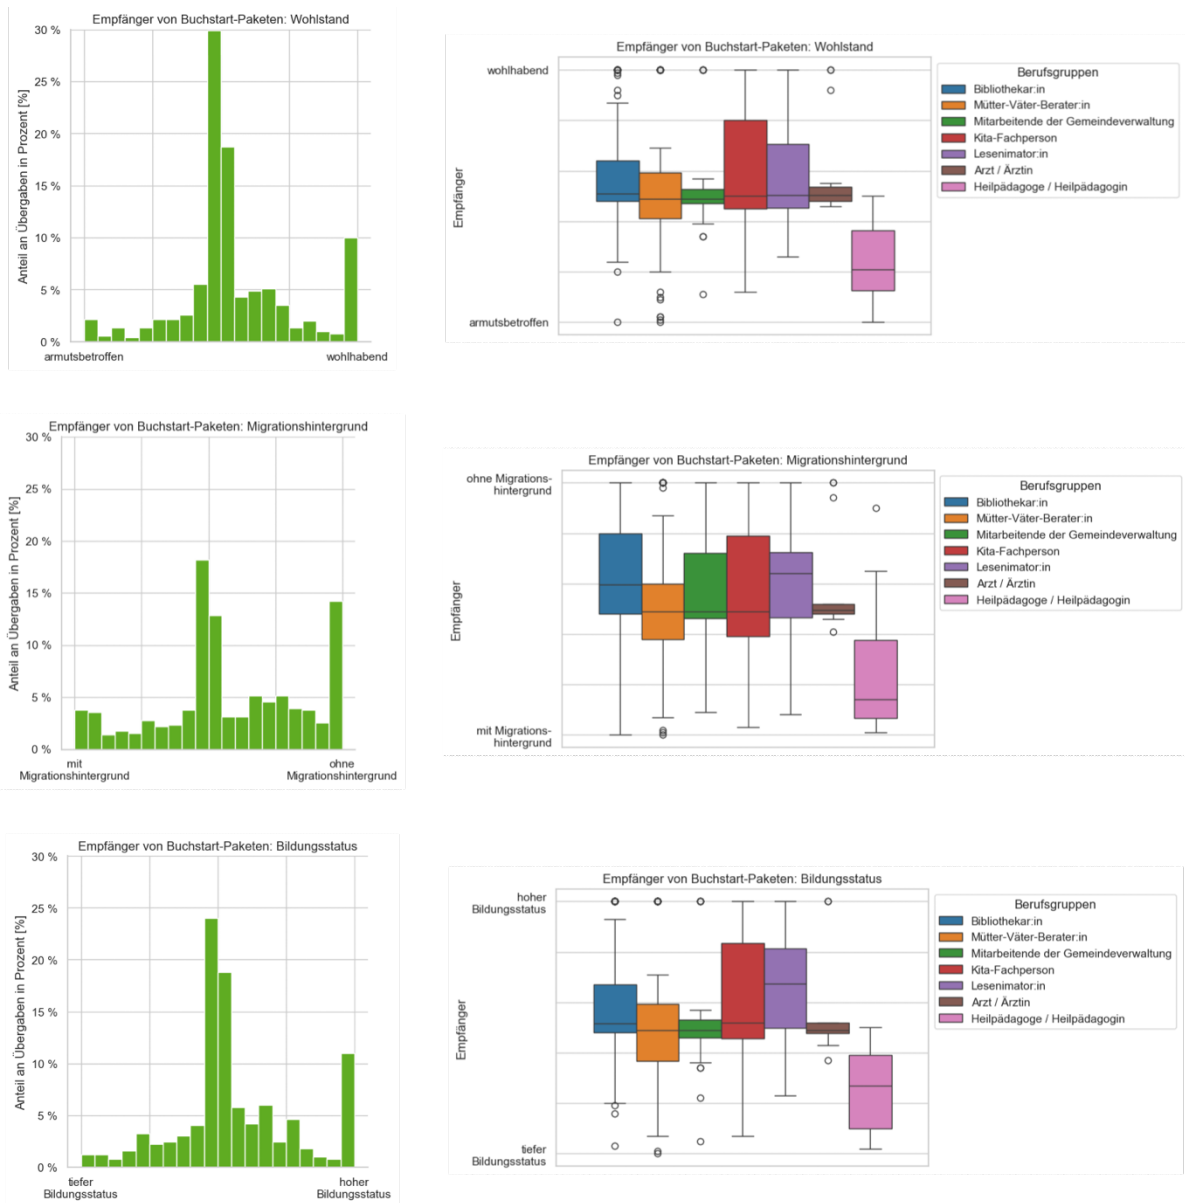 Empfänger von Buchstart-Paketen: Wohlstand
30 %
25 %
20 %
15 %
10 %
5 %
0 %
Anteil an Übergaben in Prozent [%]
armutsbetroffen
wohlhabend
Empfänger von Buchstart-Paketen: Wohlstand
wohlhabend
Empfänger
armutsbetroffen
Berufsgruppen
Bibliothekar:in
Mütter-Väter-Berater:in
Mitarbeitende der Gemeindeverwaltung
Kita-Fachperson
Lesenimator:in
Arzt / Ärztin
Heilpädagoge / Heilpädagogin
Empfänger von Buchstart-Paketen: Migrationshintergrund
30 %
25 %
20 %
15 %
10 %
5 %
0 %
Anteil an Übergaben in Prozent [%]
mit
Migrationshintergrund
ohne
Migrationshintergrund
Empfänger von Buchstart-Paketen: Migrationshintergrund
ohne Migrations-
hintergrund
Empfänger
mit Migrations-
hintergrund
Berufsgruppen
Bibliothekar:in
Mütter-Väter-Berater:in
Mitarbeitende der Gemeindeverwaltung
Kita-Fachperson
Lesenimator:in
Arzt / Ärztin
Heilpädagoge / Heilpädagogin
Empfänger von Buchstart-Paketen: Bildungsstatus
30 %
25 %
20 %
15 %
10 %
5 %
0 %
Anteil an Übergaben in Prozent [%]
tiefer
Bildungsstatus
hoher
Bildungsstatus
Empfänger von Buchstart-Paketen: Bildungsstatus
hoher
Bildungsstatus
Empfänger
tiefer
Bildungsstatus
Berufsgruppen
Bibliothekar:in
Mütter-Väter-Berater:in
Mitarbeitende der Gemeindeverwaltung
Kita-Fachperson
Lesenimator:in
Arzt / Ärztin
Heilpädagoge / Heilpädagogin